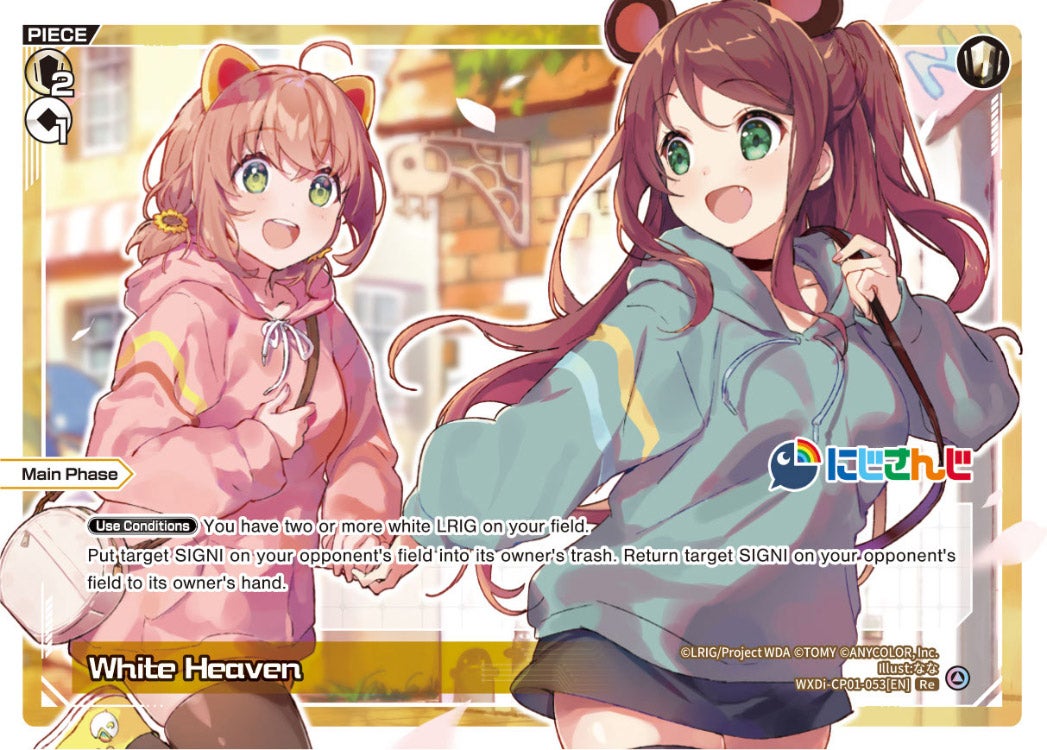 PIECE
2
1
Main Phase
にじさんじ
Use Conditions You have two or more white LRIG on your field.
Put target SIGNI on your opponent's field into its owner's trash. Return target SIGNI on your opponent's
field to its owner's hand.
White Heaven
©LRIG/Project WDA ©TOMY ©ANYCOLOR, Inc.
Illust:なな
WXDi-CP01-053[EN] Re